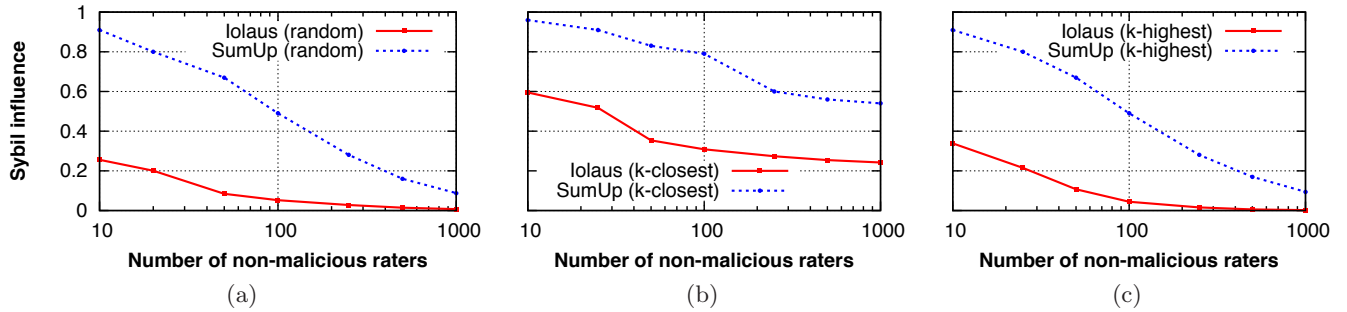 Sybil influence
1
0.8
0.6
0.4
0.2
0
Iolaus (random)
SumUp (random)
10
100
1000
Number of non-malicious raters
(a)
Iolaus (k-closest)
SumUp (k-closest)
10
100
1000
Number of non-malicious raters
(b)
Iolaus (k-highest)
SumUp (k-highest)
10
100
1000
Number of non-malicious raters
(c)